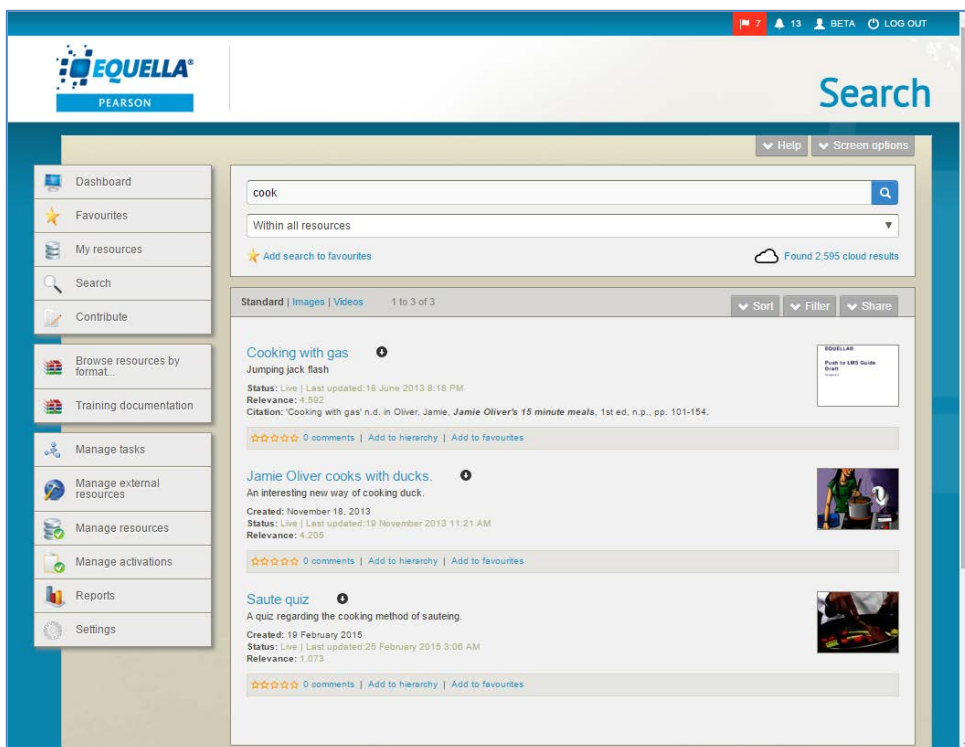 7 13 BETA LOG OUT
EQUELLA®
PEARSON
Search
Help Screen options
Dashboard
Favourites
My resources
Search
Contribute
Browse resources by
format...
Training documentation
Manage tasks
Manage external
resources
Manage resources
Manage activations
Reports
Settings
cook
Within all resources
Add search to favourites Found 2,595 cloud results
Standard | Images | Videos 1 to 3 of 3 Sort Filter Share
Cooking with gas
Jumping jack flash
Status: Live | Last updated:18 June 2013 8:18 PM
Relevance: 4.592
Citation: 'Cooking with gas' n.d. in Oliver, Jamie, Jamie Oliver's 15 minute meals, 1st ed, n.p., pp. 101-154.
EQUELLA®
Push to LMS Guide
Draft
0 comments | Add to hierarchy | Add to favourites
Jamie Oliver cooks with ducks.
An interesting new way of cooking duck.
Created: November 18, 2013
Status: Live | Last updated:19 November 2013 11:21 AM
Relevance: 4.205
0 comments | Add to hierarchy | Add to favourites
Saute quiz
A quiz regarding the cooking method of sauteing.
Created: 19 February 2015
Status: Live | Last updated:25 February 2015 3:06 AM
Relevance: 1.073
0 comments | Add to hierarchy | Add to favourites